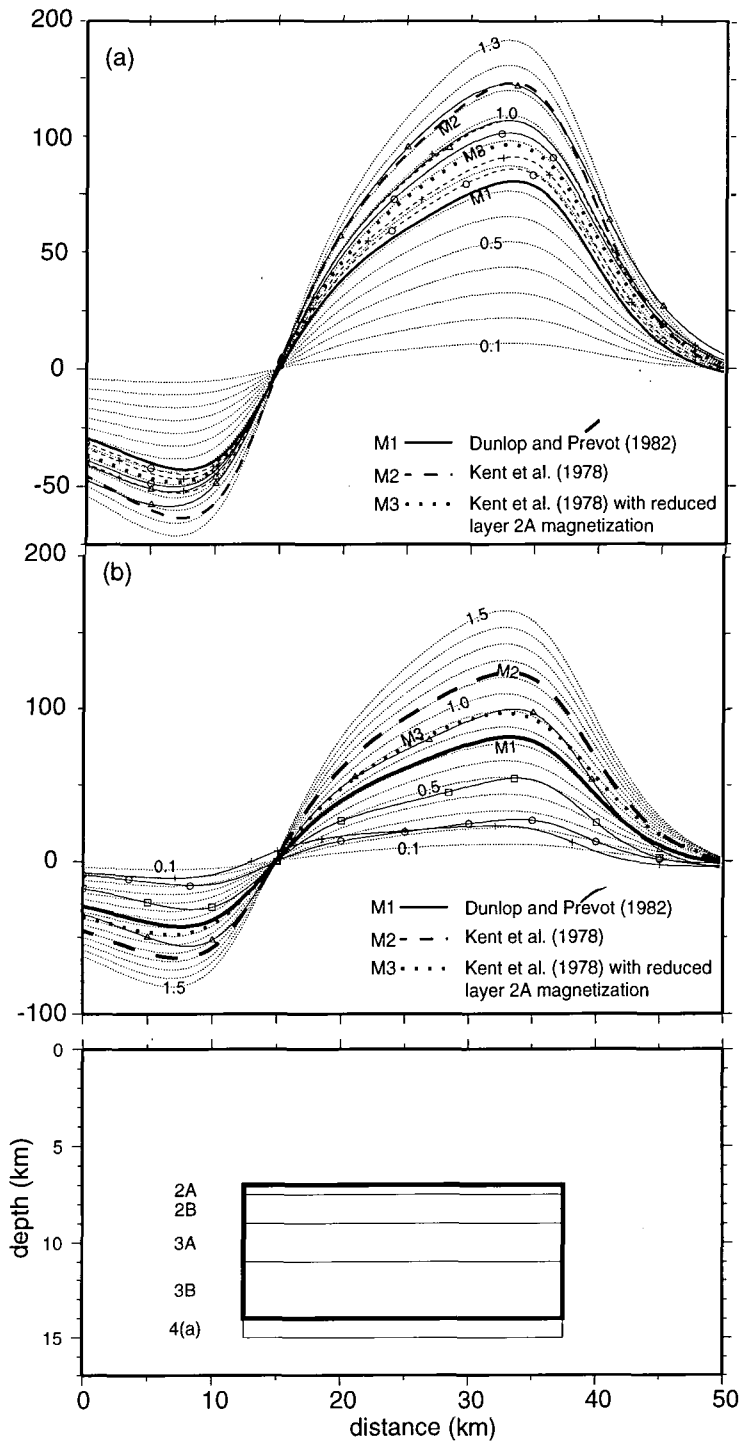 200
(a)
1.3
M2
1.0
100
M3
M1
50
0.5
0.1
0
-50
M1 Dunlop and Prevot (1982)
M2 Kent et al. (1978)
M3 Kent et al. (1978) with reduced
layer 2A magnetization
200
(b)
1.5
M2
1.0
100
M3
M1
0.5
0.1
0.1
0
1.5
-100
M1 Dunlop and Prevot (1982)
M2 Kent et al. (1978)
M3 Kent et al. (1978) with reduced
layer 2A magnetization
0
5
10
15
depth (km)
2A
2B
3A
3B
4(a)
0 10 20 30 40 50
distance (km)